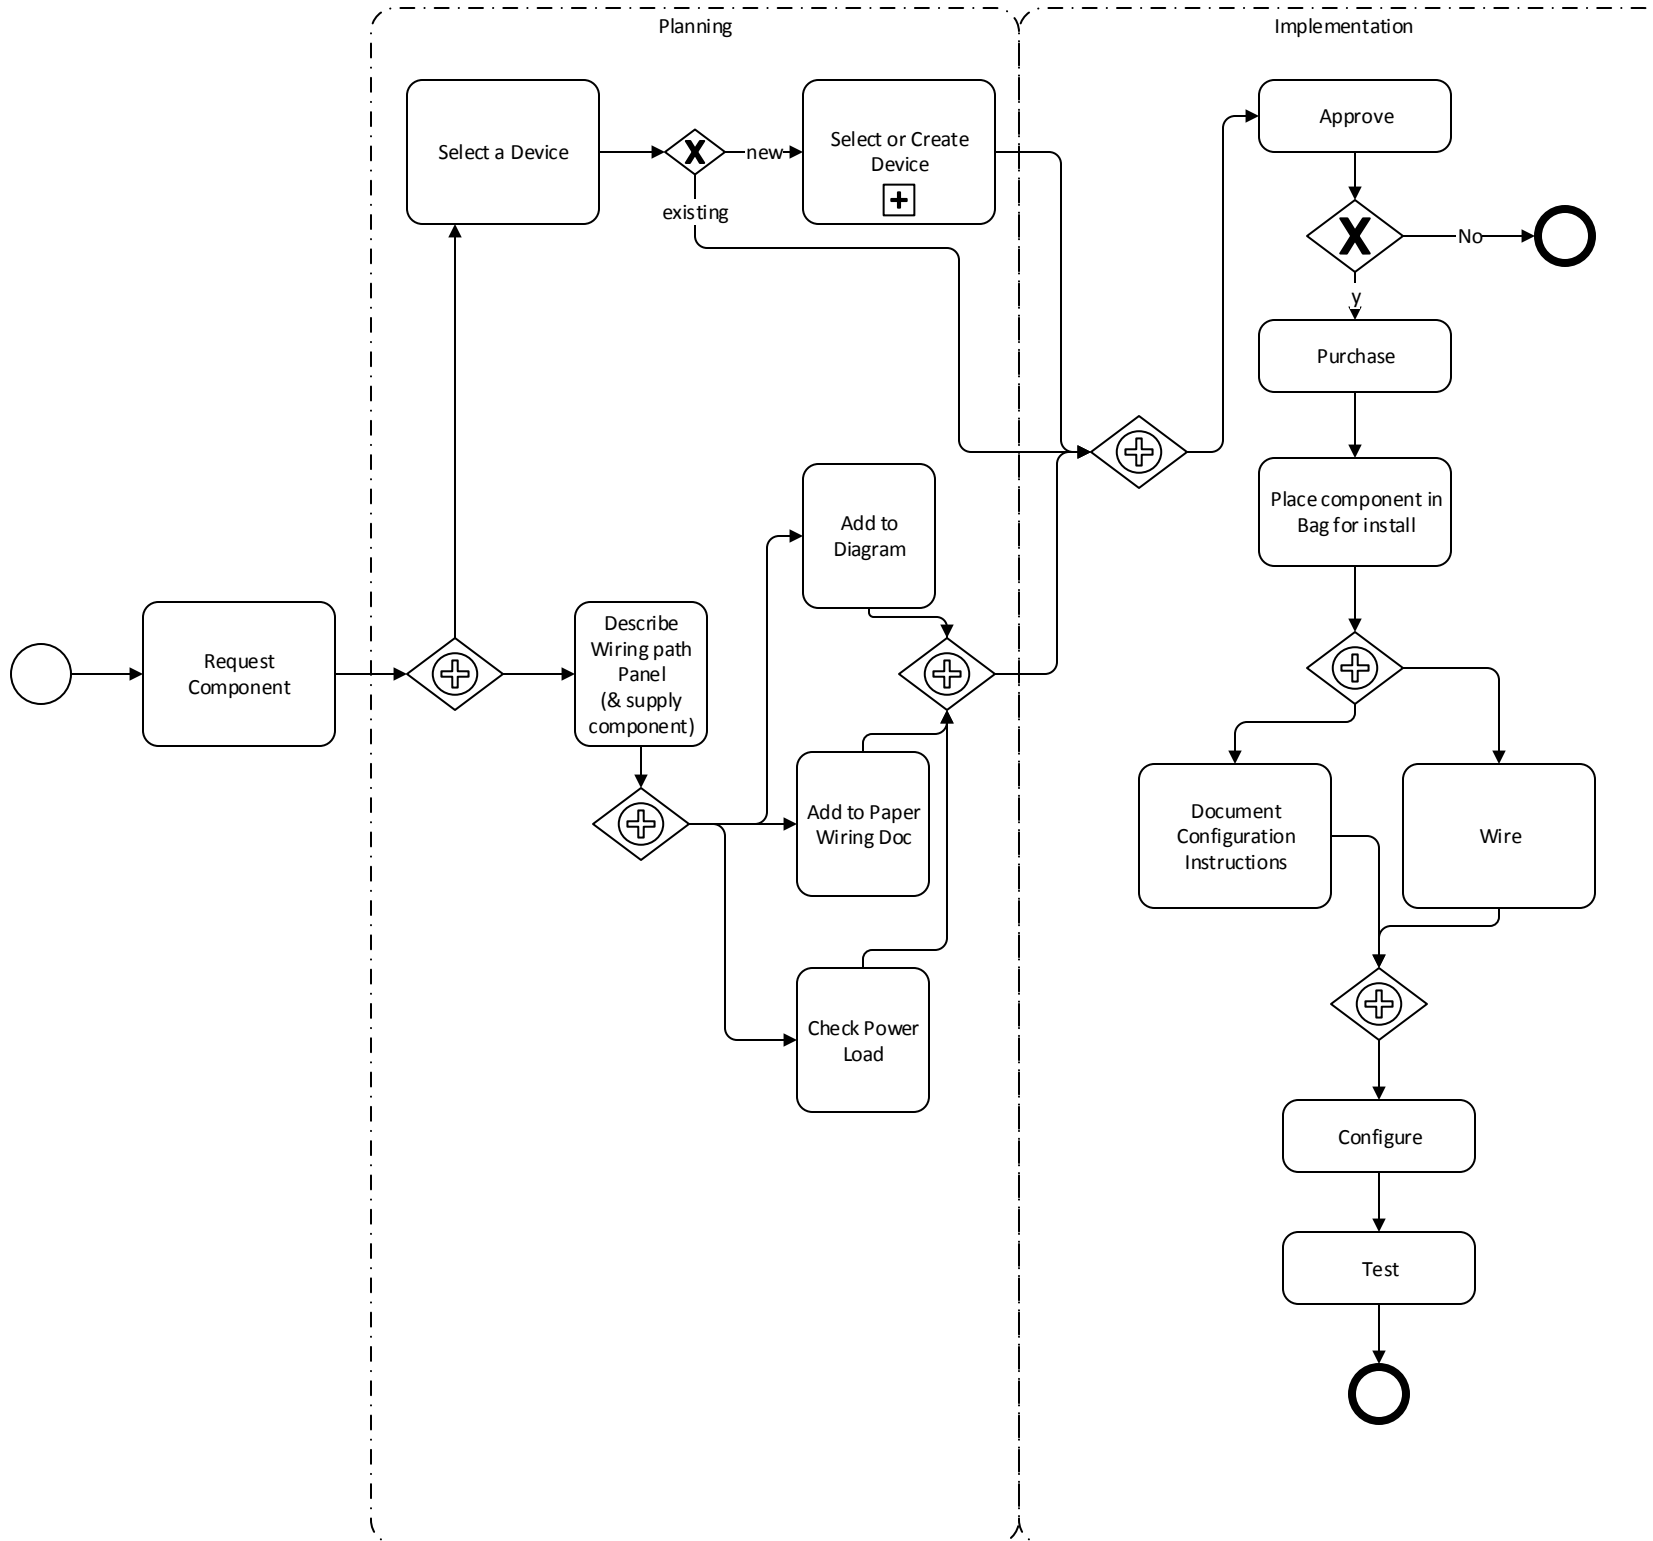 Planning
Implementation
Select a Device
new
existing
Select or Create
Device
Approve
No
y
Purchase
Place component in
Bag for install
Request
Component
Describe
Wiring path
Panel
(& supply
component)
Add to
Diagram
Add to Paper
Wiring Doc
Check Power
Load
Document
Configuration
Instructions
Wire
Configure
Test